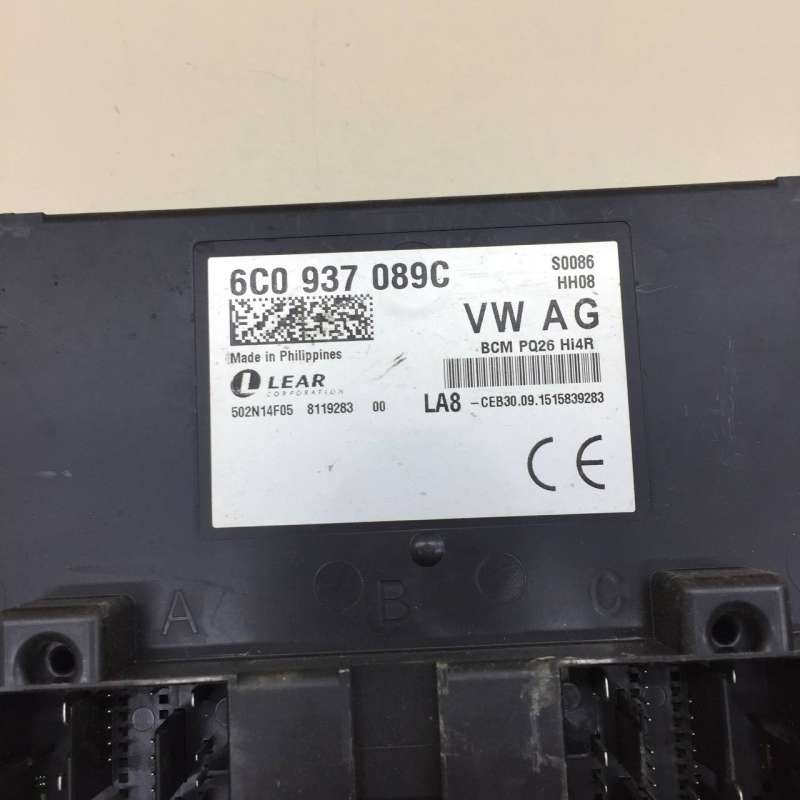 6C0 937 089C
S0086
HH08
VW AG
BCM PQ26 Hi4R
Made in Philippines
LEAR
CORPORATION
502N14F05 8119283 00
LA8 -CEB30.09.1515839283
CE
A B C